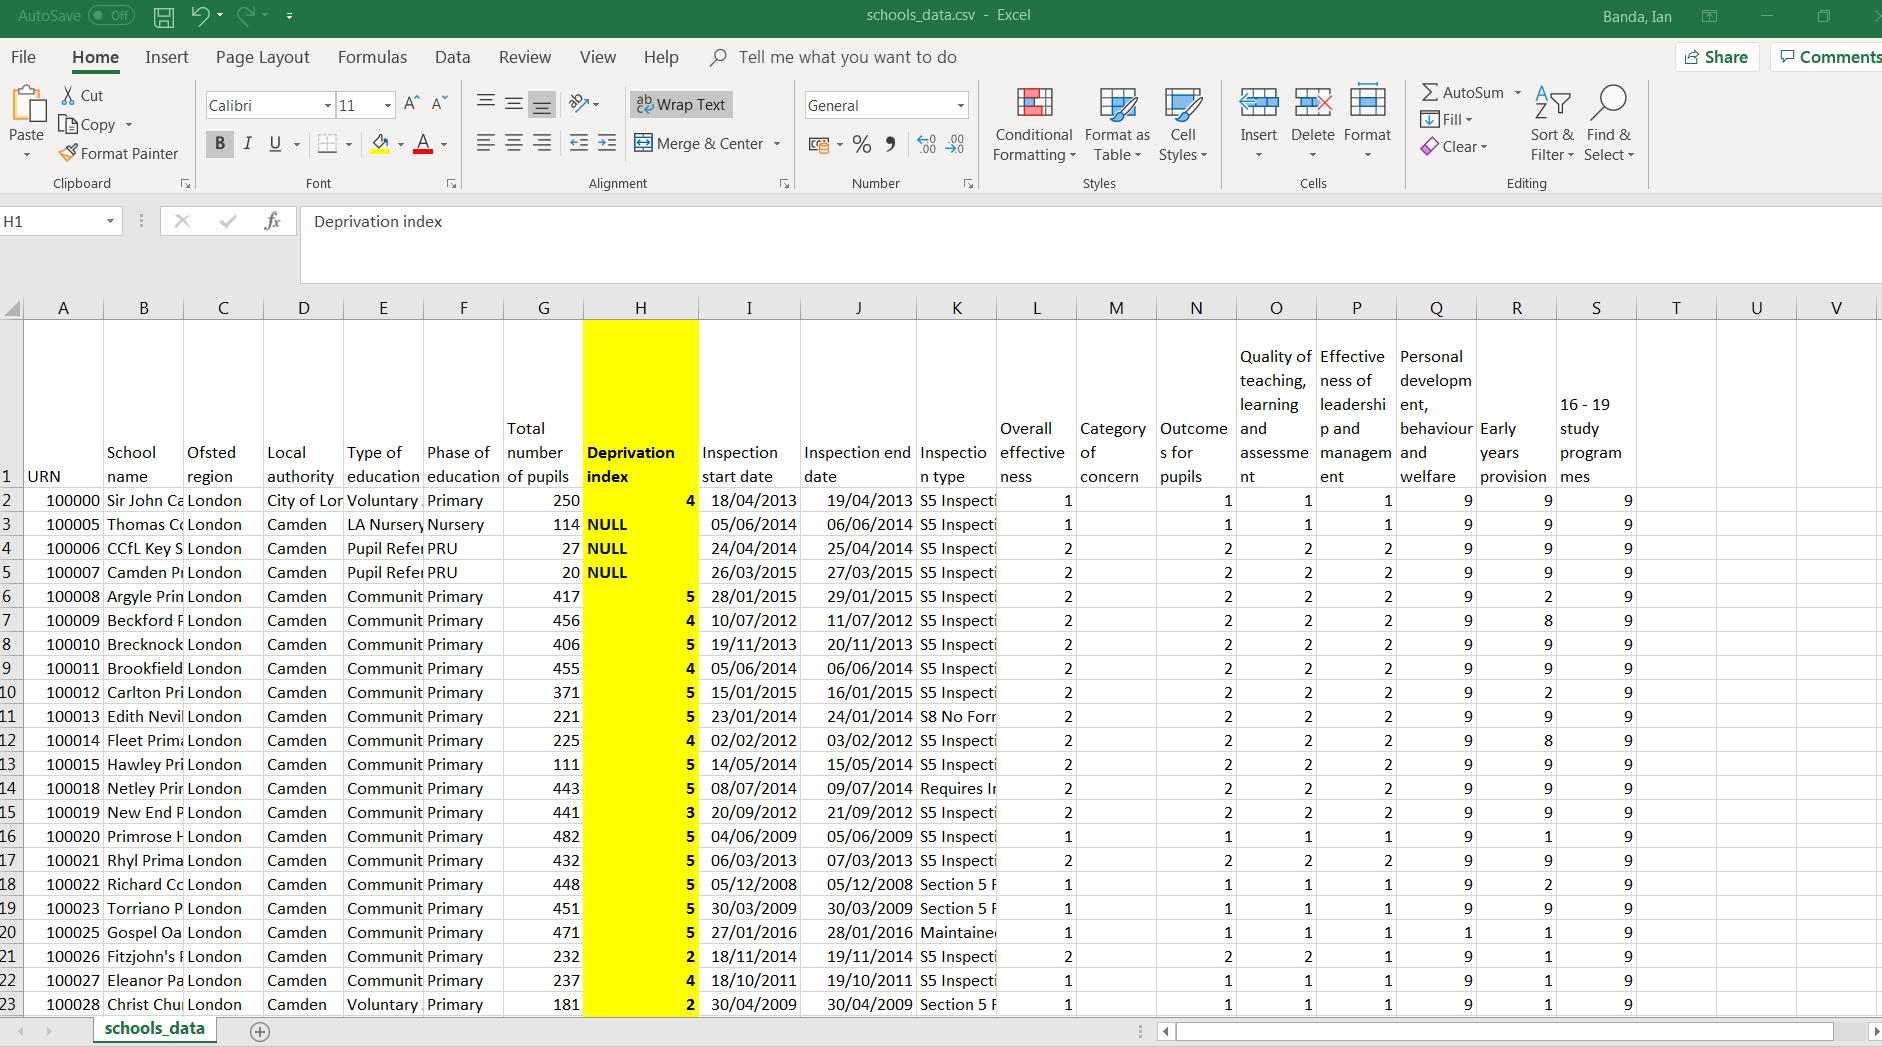 AutoSave Off
schools_data.csv - Excel
Banda, Ian
File Home Insert Page Layout Formulas Data Review View Help Tell me what you want to do Share Comments
Paste
Cut
Copy
Format Painter
Clipboard
Calibri 11
B I U
Font
Wrap Text
Merge & Center
Alignment
General
Number
Conditional Formatting
Format as Table
Cell Styles
Styles
Insert Delete Format
Cells
AutoSum
Fill
Clear
Sort & Filter
Find & Select
Editing
H1 fx Deprivation index
A B C D E F G H I J K L M N O P Q R S T U V
1 URN School name Ofsted region Local authority Type of education Phase of education Total number of pupils Deprivation index Inspection start date Inspection end date Inspectio n type Overall effective ness Category of concern Outcome s for pupils Quality of teaching, learning and assessme nt Effective ness of leadershi p and managem ent Personal developm ent, behaviour and welfare Early years provision 16 - 19 study program mes
2 100000 Sir John Ca London City of Lor Voluntary Primary 250 4 18/04/2013 19/04/2013 S5 Inspecti 1 1 1 1 9 9 9
3 100005 Thomas Co London Camden LA Nursery Nursery 114 NULL 05/06/2014 06/06/2014 S5 Inspecti 1 1 1 1 9 9 9
4 100006 CCfL Key S London Camden Pupil Refer PRU 27 NULL 24/04/2014 25/04/2014 S5 Inspecti 2 2 2 2 9 9 9
5 100007 Camden Pr London Camden Pupil Refer PRU 20 NULL 26/03/2015 27/03/2015 S5 Inspecti 2 2 2 2 9 9 9
6 100008 Argyle Prin London Camden Communit Primary 417 5 28/01/2015 29/01/2015 S5 Inspecti 2 2 2 2 9 2 9
7 100009 Beckford P London Camden Communit Primary 456 4 10/07/2012 11/07/2012 S5 Inspecti 2 2 2 2 9 8 9
8 100010 Brecknock London Camden Communit Primary 406 5 19/11/2013 20/11/2013 S5 Inspecti 2 2 2 2 9 9 9
9 100011 Brookfield London Camden Communit Primary 455 4 05/06/2014 06/06/2014 S5 Inspecti 2 2 2 2 9 9 9
10 100012 Carlton Pri London Camden Communit Primary 371 5 15/01/2015 16/01/2015 S5 Inspecti 2 2 2 2 9 2 9
11 100013 Edith Nevil London Camden Communit Primary 221 5 23/01/2014 24/01/2014 S8 No Forr 2 2 2 2 9 9 9
12 100014 Fleet Prima London Camden Communit Primary 225 4 02/02/2012 03/02/2012 S5 Inspecti 2 2 2 2 9 8 9
13 100015 Hawley Pri London Camden Communit Primary 111 5 14/05/2014 15/05/2014 S5 Inspecti 2 2 2 2 9 9 9
14 100018 Netley Prin London Camden Communit Primary 443 5 08/07/2014 09/07/2014 Requires Ir 2 2 2 2 9 9 9
15 100019 New End P London Camden Communit Primary 441 3 20/09/2012 21/09/2012 S5 Inspecti 2 2 2 2 9 9 9
16 100020 Primrose H London Camden Communit Primary 482 5 04/06/2009 05/06/2009 S5 Inspecti 1 1 1 1 9 1 9
17 100021 Rhyl Prima London Camden Communit Primary 432 5 06/03/2013 07/03/2013 S5 Inspecti 2 2 2 2 9 9 9
18 100022 Richard Co London Camden Communit Primary 448 5 05/12/2008 05/12/2008 Section 5 F 1 1 1 1 9 2 9
19 100023 Torriano P London Camden Communit Primary 451 5 30/03/2009 30/03/2009 Section 5 F 1 1 1 1 9 9 9
20 100025 Gospel Oa London Camden Communit Primary 471 5 27/01/2016 28/01/2016 Maintaine 1 1 1 1 1 1 9
21 100026 Fitzjohn's F London Camden Communit Primary 232 2 18/11/2014 19/11/2014 S5 Inspecti 2 2 2 1 9 1 9
22 100027 Eleanor Pa London Camden Communit Primary 237 4 18/10/2011 19/10/2011 S5 Inspecti 1 1 1 1 9 1 9
23 100028 Christ Chu London Camden Voluntary Primary 181 2 30/04/2009 30/04/2009 Section 5 F 1 1 1 1 9 1 9
schools_data